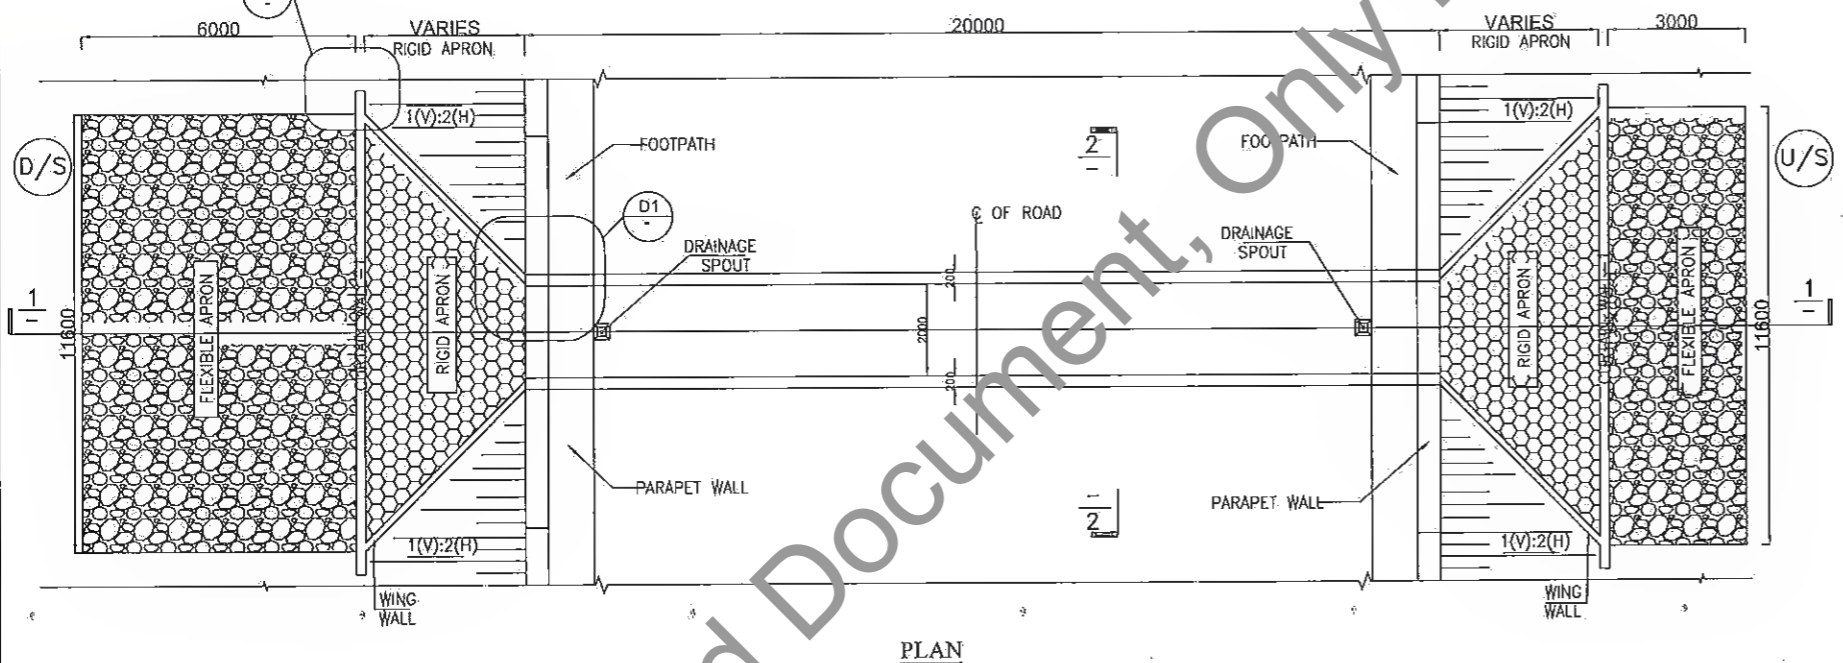 6000
VARIES
RIGID APRON
20000
VARIES
RIGID APRON
3000
1(V):2(H)
1(V):2(H)
D/S
U/S
FOOTPATH
2
-
FOOTPATH
D1
-
OF ROAD
DRAINAGE
SPOUT
DRAINAGE
SPOUT
1
-
11600
FLEXIBLE APRON
CURTAIN WALL
RIGID APRON
200
2000
200
RIGID APRON
FLEXIBLE APRON
1
-
11600
PARAPET WALL
PARAPET WALL
-
2
1(V):2(H)
1(V):2(H)
WING
WALL
WING
WALL
PLAN
d Document, Only